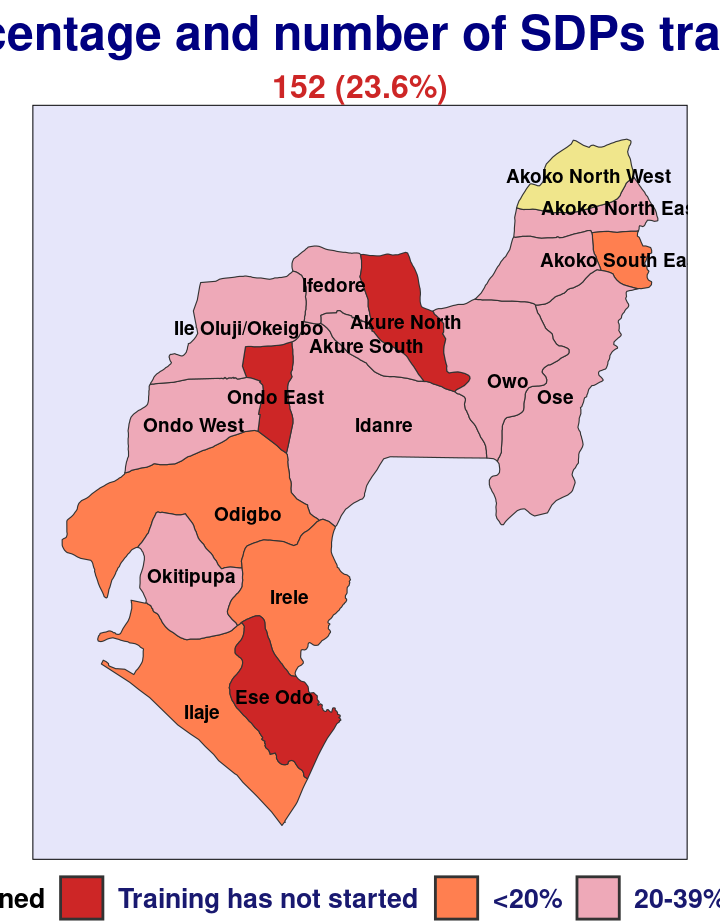 centage and number of SDPs tra
152 (23.6%)
Akoko North West
Akoko North Eas
Akoko South Ea
Ifedore
Akure North
Ile Oluji/Okeigbo
Akure South
Owo
Ondo East
Ose
Ondo West
Idanre
Odigbo
Okitipupa
Irele
Ese Odo
Ilaje
ned Training has not started <20% 20-39%